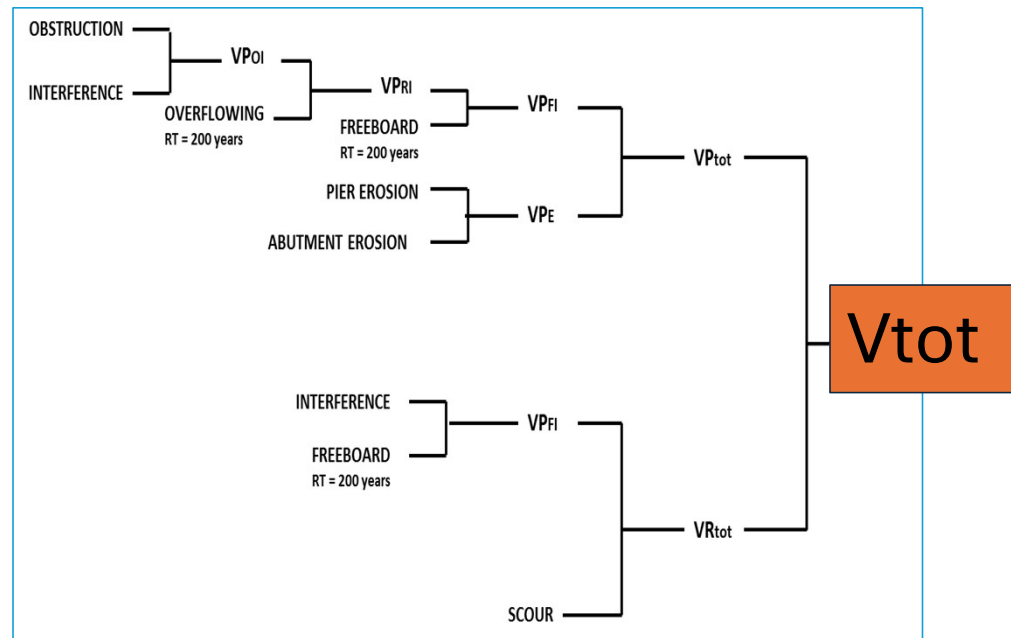 OBSTRUCTION
VPOI
INTERFERENCE
VPRI
OVERFLOWING
RT = 200 years
VPFI
FREEBOARD
RT = 200 years
VPtot
PIER EROSION
VPE
ABUTMENT EROSION
Vtot
INTERFERENCE
VPFI
FREEBOARD
RT = 200 years
VRtot
SCOUR